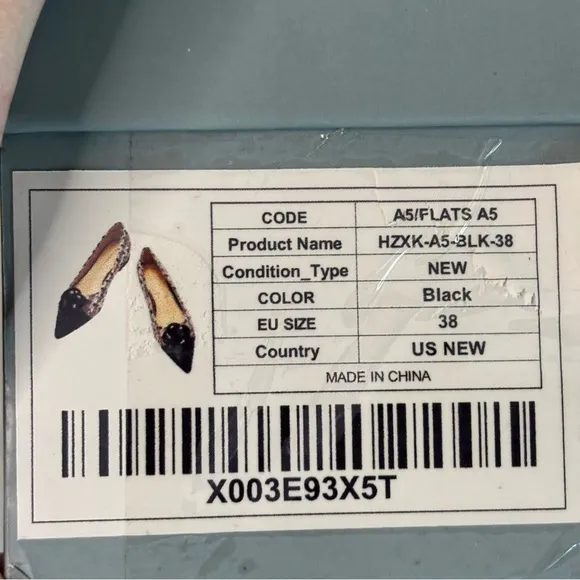 CODE A5/FLATS A5
Product Name HZXK-A5-BLK-38
Condition_Type NEW
COLOR Black
EU SIZE 38
Country US NEW
MADE IN CHINA
X003E93X5T